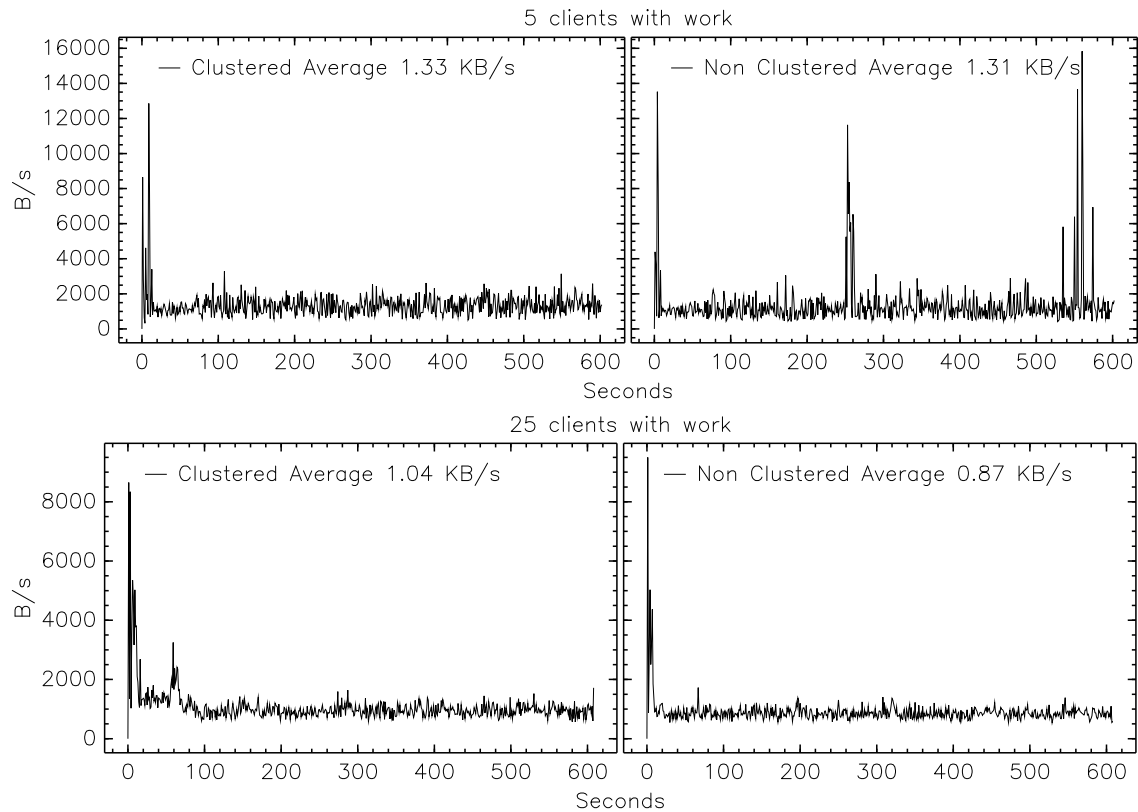 5 clients with work
16000
14000
12000
10000
8000
6000
4000
2000
0
B/s
Clustered Average 1.33 KB/s
Non Clustered Average 1.31 KB/s
0 100 200 300 400 500 600
0 100 200 300 400 500 600
Seconds
25 clients with work
8000
6000
4000
2000
0
B/s
Clustered Average 1.04 KB/s
Non Clustered Average 0.87 KB/s
0 100 200 300 400 500 600
0 100 200 300 400 500 600
Seconds